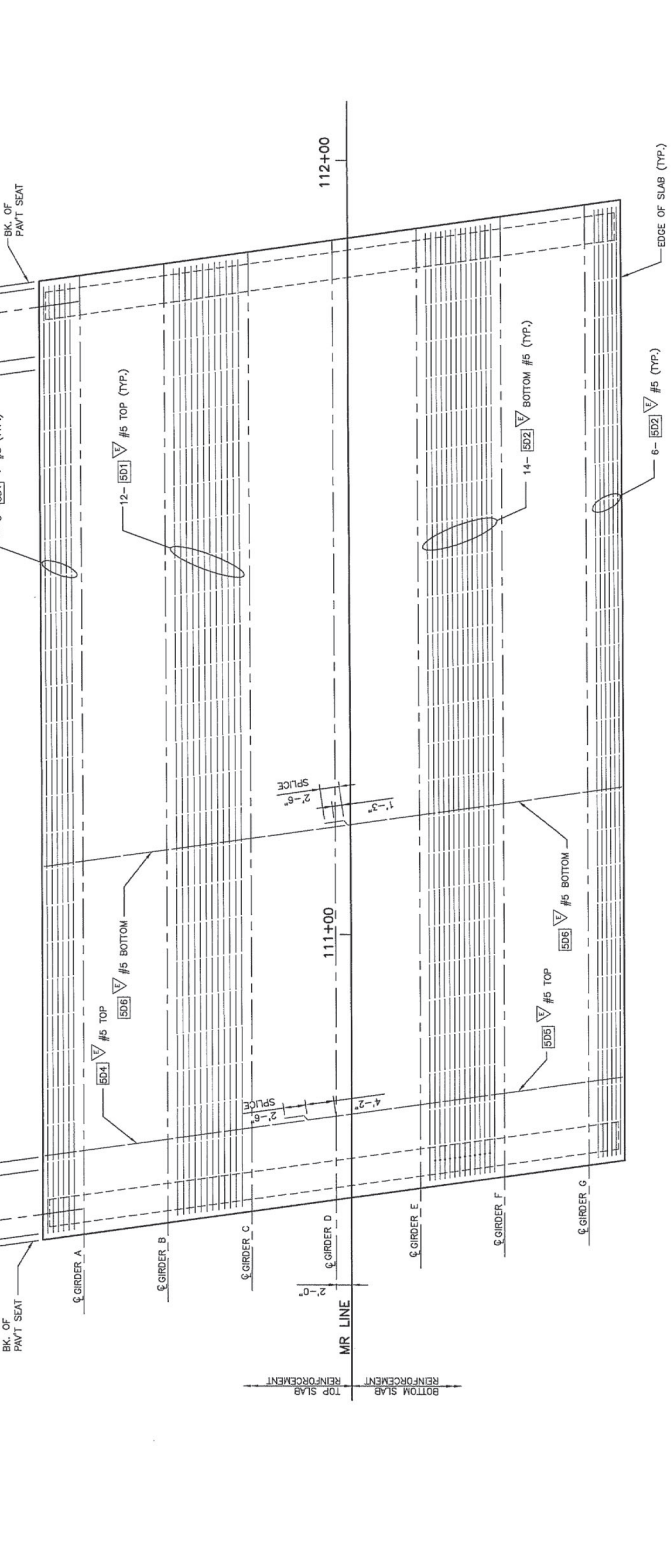 BK. OF
PAV'T SEAT
112+00
EDGE OF SLAB (TYP.)
12- 5D1 E #5 TOP (TYP.)
14- 5D2 E BOTTOM #5 (TYP.)
6- 5D2 E #5 (TYP.)
2'-6"
SPLICE
1'-3"
111+00
5D6 E #5 BOTTOM
5D4 E #5 TOP
5D6 E #5 BOTTOM
5D5 E #5 TOP
2'-6"
SPLICE
4'-2"
℄ GIRDER A
℄ GIRDER B
℄ GIRDER C
℄ GIRDER D
℄ GIRDER E
℄ GIRDER F
℄ GIRDER G
2'-0"
BK. OF
PAV'T SEAT
MR LINE
TOP SLAB
REINFORCEMENT
BOTTOM SLAB
REINFORCEMENT